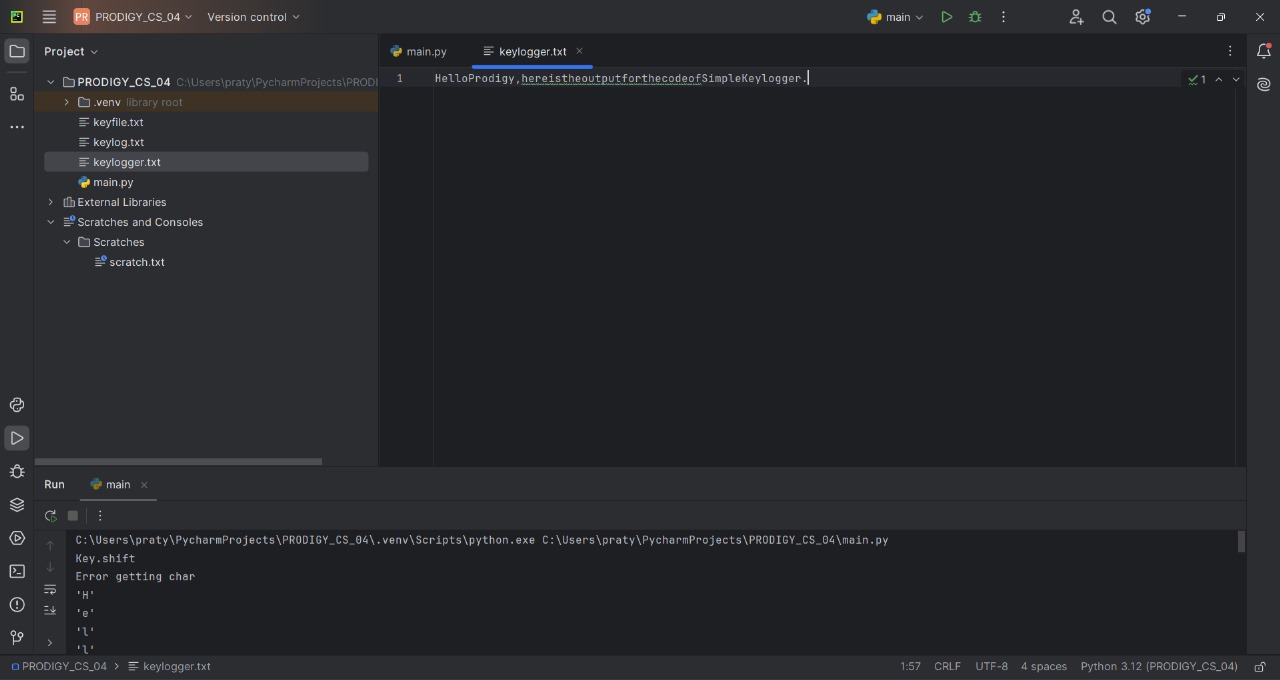 PR PRODIGY_CS_04 Version control main
Project main.py keylogger.txt
PRODIGY_CS_04 C:\Users\praty\PycharmProjects\PRODI
1 HelloProdigy,hereistheoutputforthecodeofSimpleKeylogger. 1
.venv library root
keyfile.txt
keylog.txt
keylogger.txt
main.py
External Libraries
Scratches and Consoles
Scratches
scratch.txt
Run main
C:\Users\praty\PycharmProjects\PRODIGY_CS_04\.venv\Scripts\python.exe C:\Users\praty\PycharmProjects\PRODIGY_CS_04\main.py
Key.shift
Error getting char
'H'
'e'
'l'
'l'
PRODIGY_CS_04 > keylogger.txt 1:57 CRLF UTF-8 4 spaces Python 3.12 (PRODIGY_CS_04)